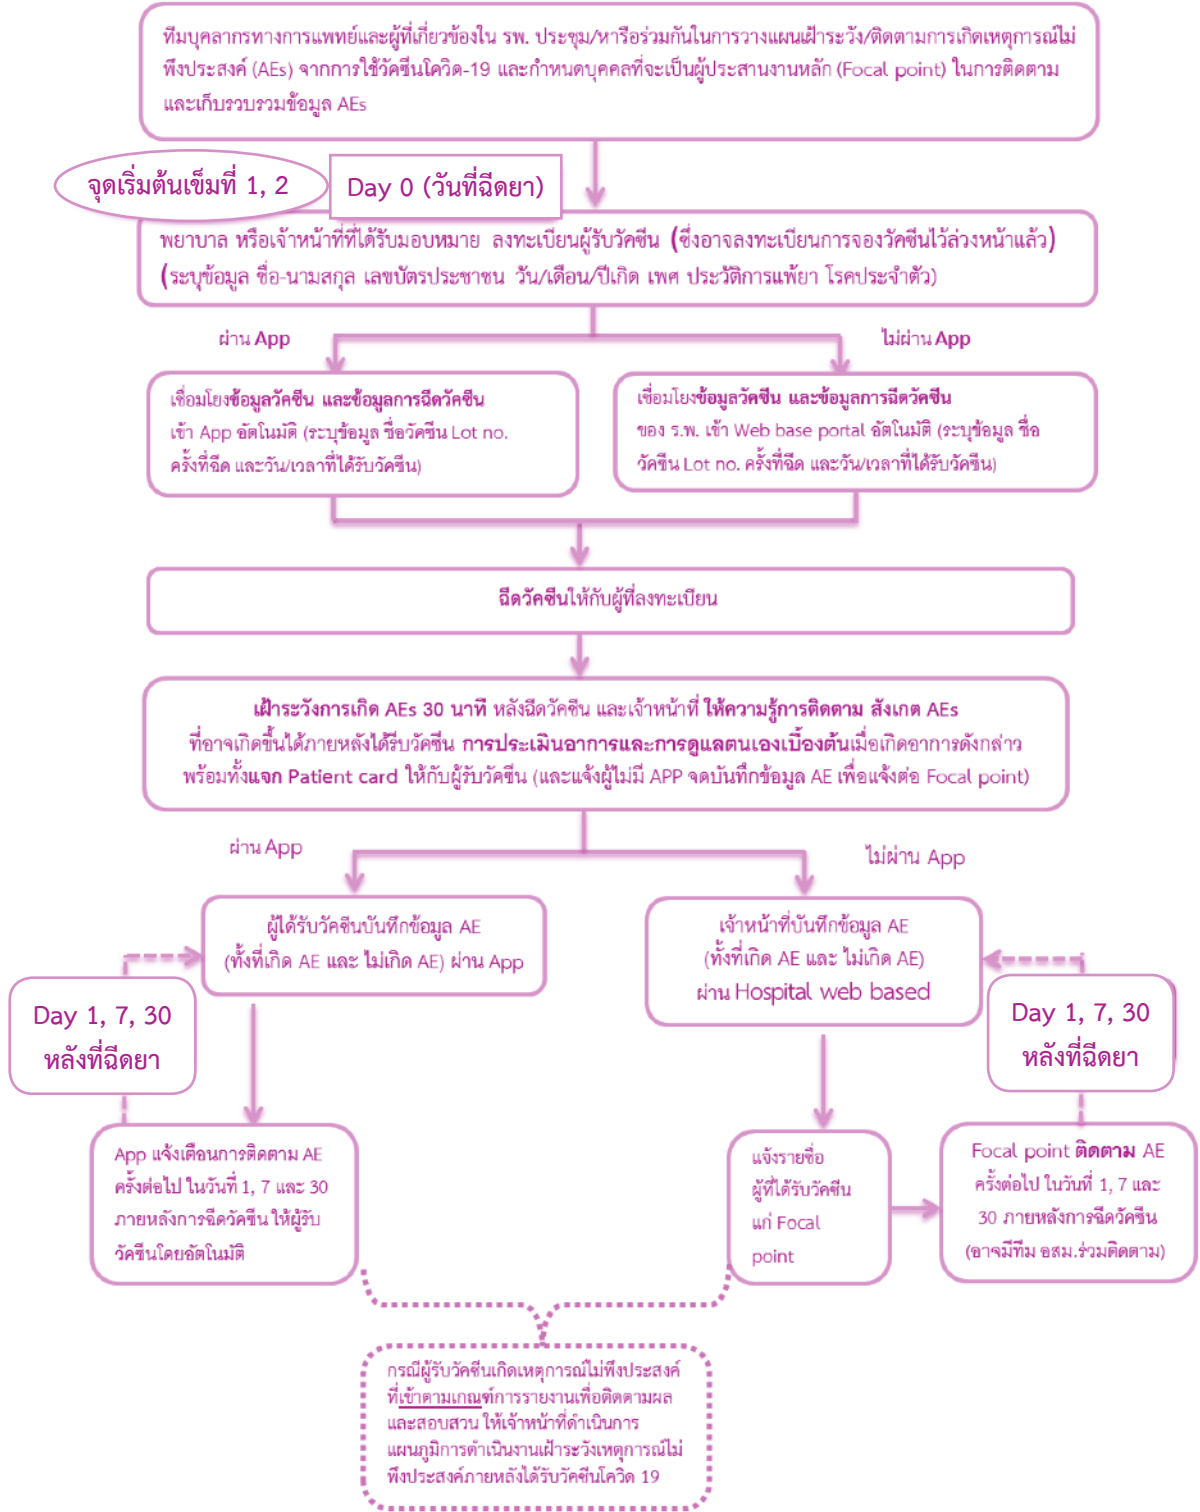 ทีมบุคลากรทางการแพทย์และผู้ที่เกี่ยวข้องใน รพ. ประชุม/หารือร่วมกันในการวางแผนเฝ้าระวัง/ติดตามการเกิดเหตุการณ์ไม่
พึงประสงค์ (AEs) จากการใช้วัคซีนโควิด-19 และกำหนดบุคคลที่จะเป็นผู้ประสานงานหลัก (Focal point) ในการติดตาม
และเก็บรวบรวมข้อมูล AEs
จุดเริ่มต้นเข็มที่ 1, 2
Day 0 (วันที่ฉีดยา)
พยาบาล หรือเจ้าหน้าที่ที่ได้รับมอบหมาย ลงทะเบียนผู้รับวัคซีน (ซึ่งอาจลงทะเบียนการจองวัคซีนไว้ล่วงหน้าแล้ว)
(ระบุข้อมูล ชื่อ-นามสกุล เลขบัตรประชาชน วัน/เดือน/ปีเกิด เพศ ประวัติการแพ้ยา โรคประจำตัว)
ผ่าน App
ไม่ผ่าน App
เชื่อมโยงข้อมูลวัคซีน และข้อมูลการฉีดวัคซีน
เข้า App อัตโนมัติ (ระบุข้อมูล ชื่อวัคซีน Lot no.
ครั้งที่ฉีด และวัน/เวลาที่ได้รับวัคซีน)
เชื่อมโยงข้อมูลวัคซีน และข้อมูลการฉีดวัคซีน
ของ ร.พ. เข้า Web base portal อัตโนมัติ (ระบุข้อมูล ชื่อ
วัคซีน Lot no. ครั้งที่ฉีด และวัน/เวลาที่ได้รับวัคซีน)
ฉีดวัคซีนให้กับผู้ที่ลงทะเบียน
เฝ้าระวังการเกิด AEs 30 นาที หลังฉีดวัคซีน และเจ้าหน้าที่ ให้ความรู้การติดตาม สังเกต AEs
ที่อาจเกิดขึ้นได้ภายหลังได้รับวัคซีน การประเมินอาการและการดูแลตนเองเบื้องต้นเมื่อเกิดอาการดังกล่าว
พร้อมทั้งแจก Patient card ให้กับผู้รับวัคซีน (และแจ้งผู้ไม่มี APP จดบันทึกข้อมูล AE เพื่อแจ้งต่อ Focal point)
ผ่าน App
ไม่ผ่าน App
ผู้ได้รับวัคซีนบันทึกข้อมูล AE
(ทั้งที่เกิด AE และ ไม่เกิด AE) ผ่าน App
เจ้าหน้าที่บันทึกข้อมูล AE
(ทั้งที่เกิด AE และ ไม่เกิด AE)
ผ่าน Hospital web based
Day 1, 7, 30
หลังที่ฉีดยา
Day 1, 7, 30
หลังที่ฉีดยา
App แจ้งเตือนการติดตาม AE
ครั้งต่อไป ในวันที่ 1, 7 และ 30
ภายหลังการฉีดวัคซีน ให้ผู้รับ
วัคซีนโดยอัตโนมัติ
แจ้งรายชื่อ
ผู้ที่ได้รับวัคซีน
แก่ Focal
point
Focal point ติดตาม AE
ครั้งต่อไป ในวันที่ 1, 7 และ
30 ภายหลังการฉีดวัคซีน
(อาจมีทีม อสม.ร่วมติดตาม)
กรณีผู้รับวัคซีนเกิดเหตุการณ์ไม่พึงประสงค์
ที่เข้าตามเกณฑ์การรายงานเพื่อติดตามผล
และสอบสวน ให้เจ้าหน้าที่ดำเนินการ
แผนภูมิการดำเนินงานเฝ้าระวังเหตุการณ์ไม่
พึงประสงค์ภายหลังได้รับวัคซีนโควิด 19